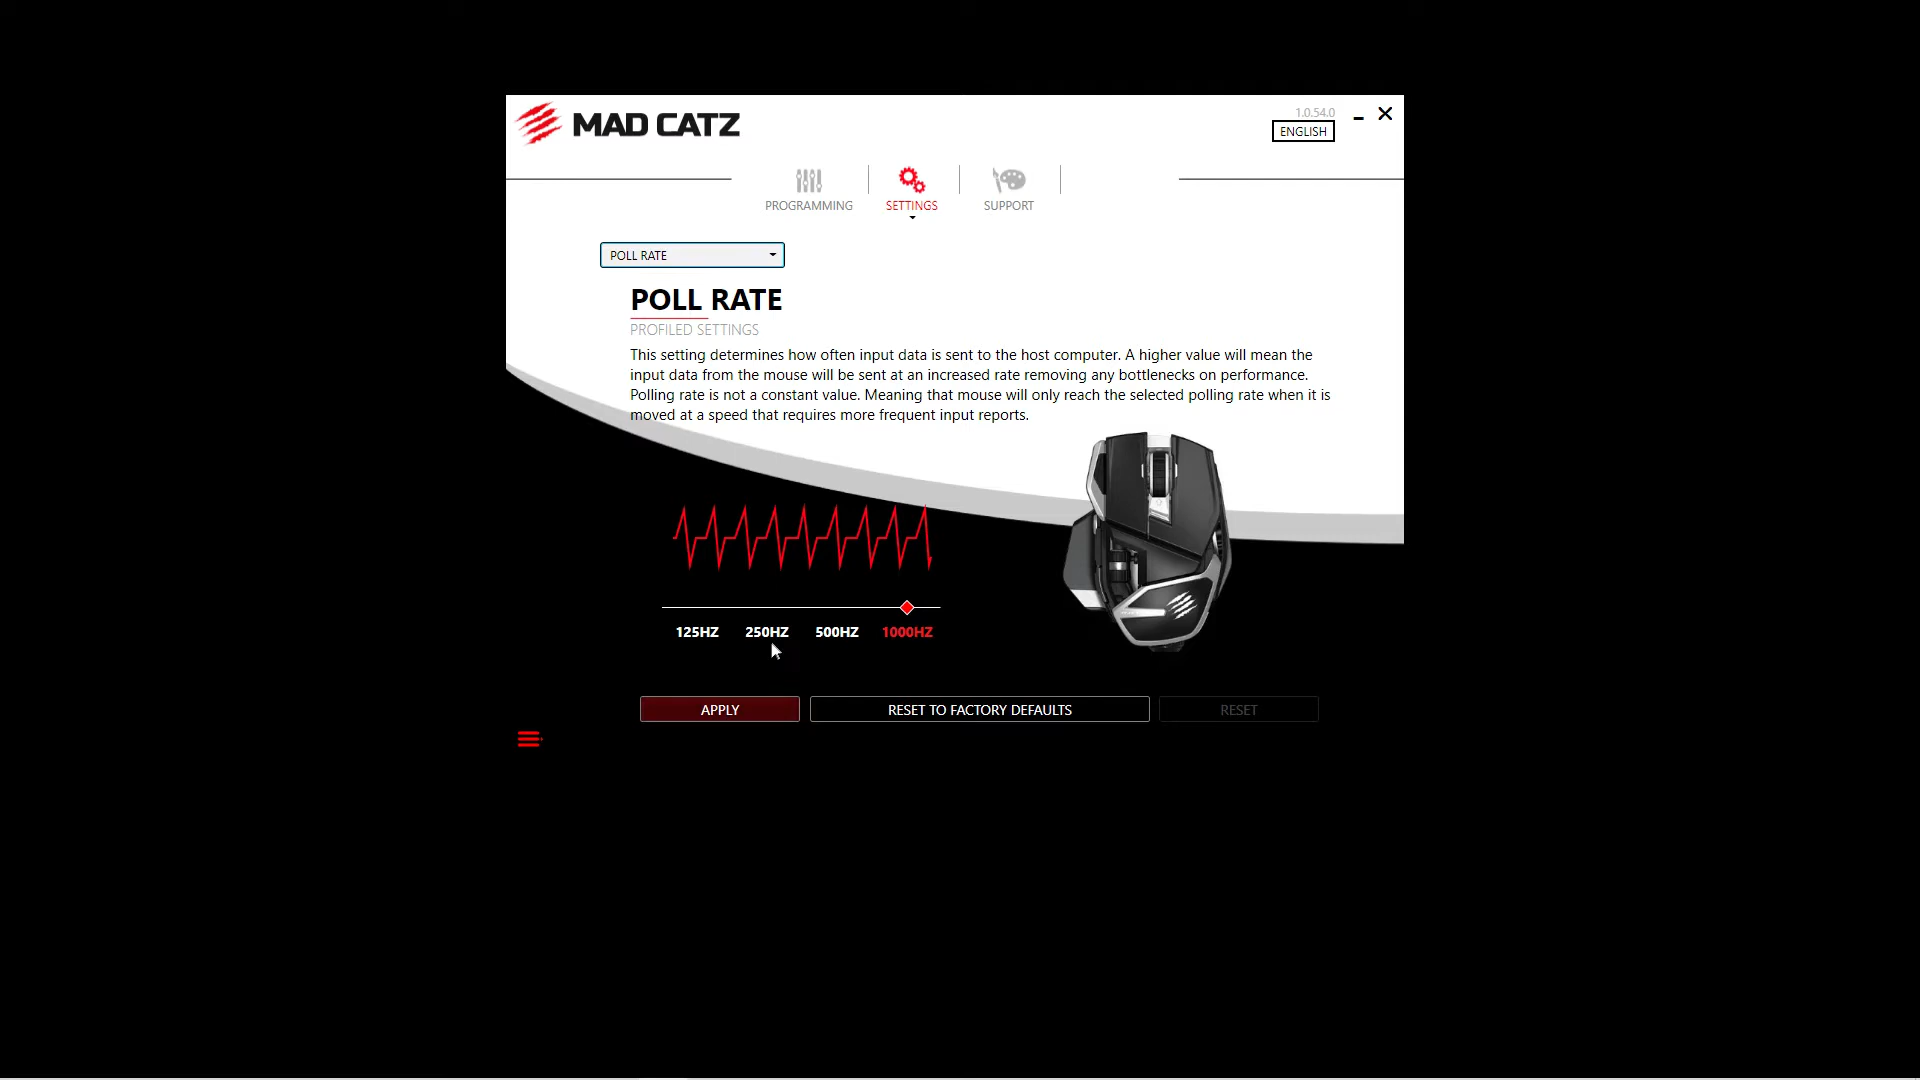 MAD CATZ
1.0.54.0
ENGLISH
PROGRAMMING
SETTINGS
SUPPORT
POLL RATE
POLL RATE
PROFILED SETTINGS
This setting determines how often input data is sent to the host computer. A higher value will mean the
input data from the mouse will be sent at an increased rate removing any bottlenecks on performance.
Polling rate is not a constant value. Meaning that mouse will only reach the selected polling rate when it is
moved at a speed that requires more frequent input reports.
125HZ 250HZ 500HZ 1000HZ
APPLY
RESET TO FACTORY DEFAULTS
RESET